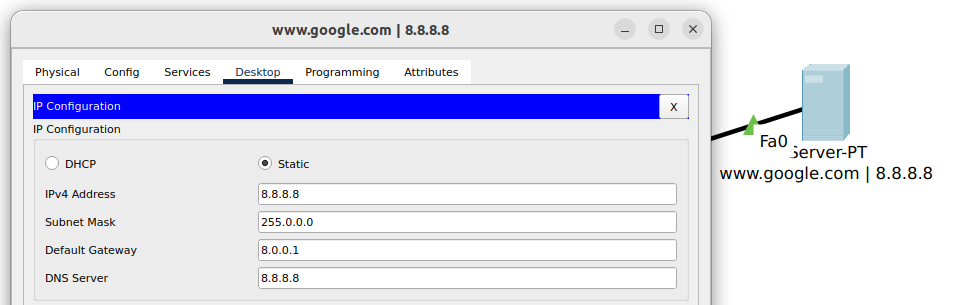 www.google.com | 8.8.8.8
Physical Config Services Desktop Programming Attributes
IP Configuration X
IP Configuration
DHCP Static
IPv4 Address 8.8.8.8
Subnet Mask 255.0.0.0
Default Gateway 8.0.0.1
DNS Server 8.8.8.8
Fa0
Server-PT
www.google.com | 8.8.8.8